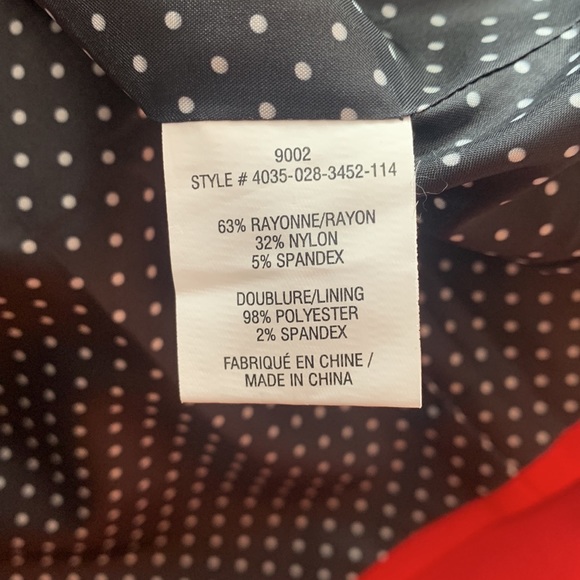 9002
STYLE # 4035-028-3452-114
63% RAYONNE/RAYON
32% NYLON
5% SPANDEX
DOUBLURE/LINING
98% POLYESTER
2% SPANDEX
FABRIQUÉ EN CHINE /
MADE IN CHINA